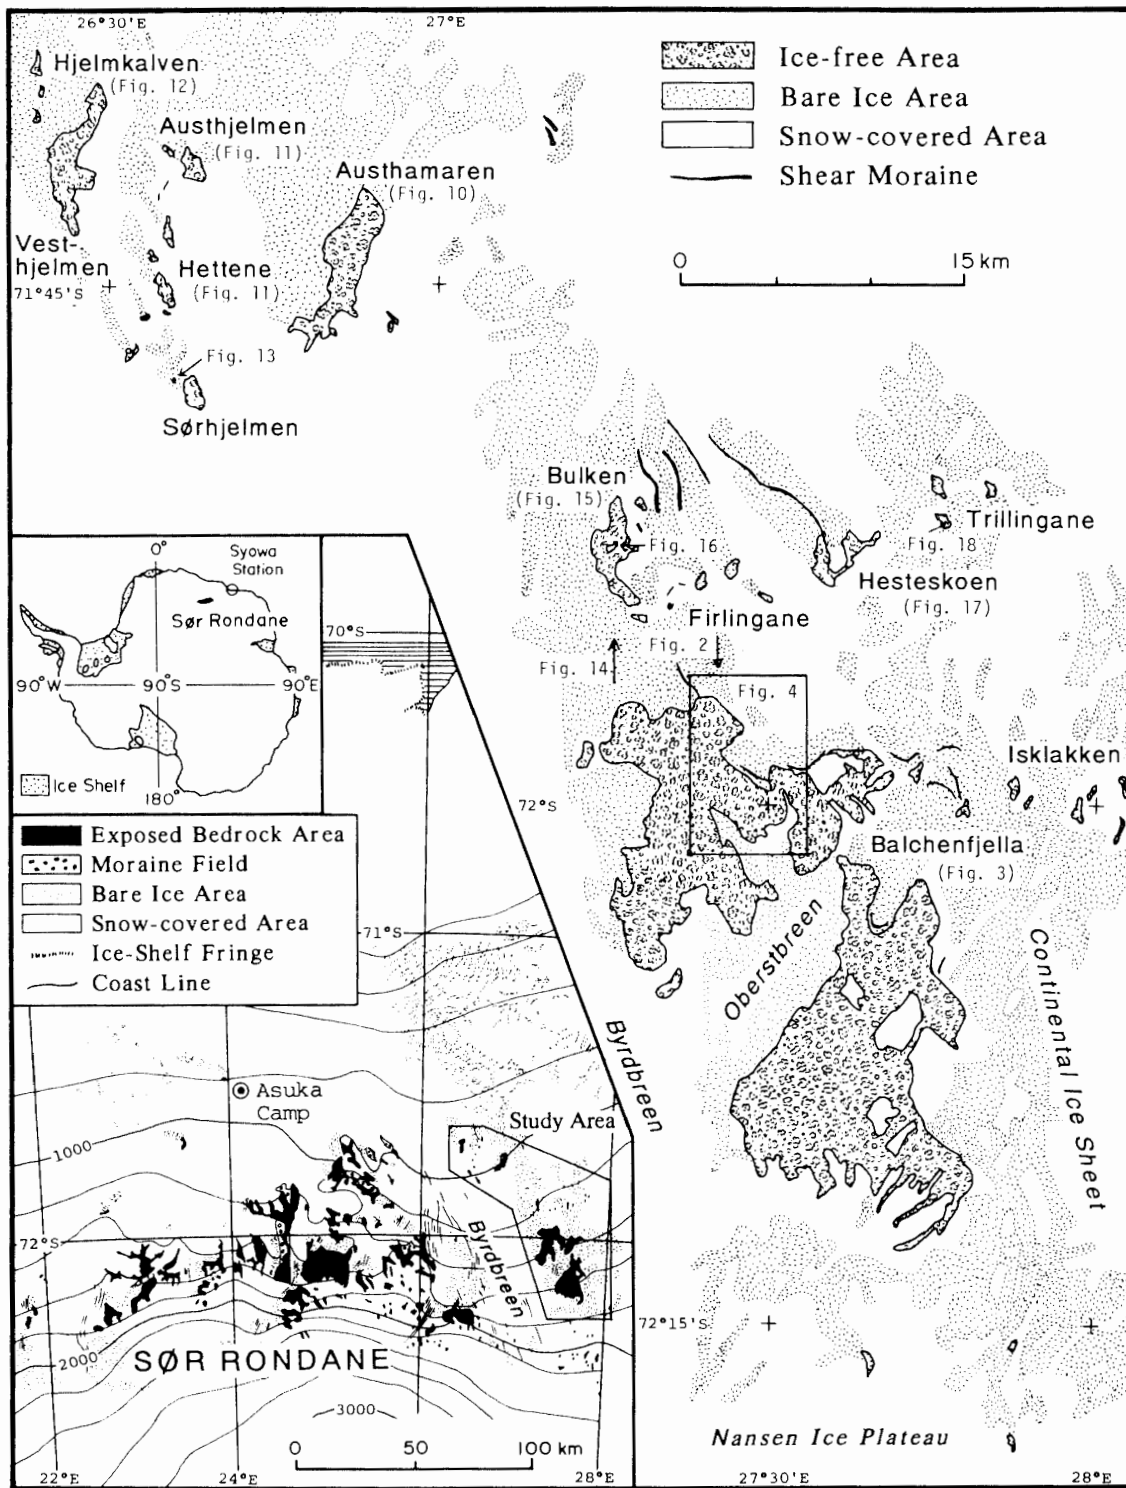 26°30'E
27°E
Hjelmkalven
(Fig. 12)
Austhjelmen
(Fig. 11)
Austhamaren
(Fig. 10)
Vest-
hjelmen
71°45'S
Hettene
(Fig. 11)
Fig. 13
Sørhjelmen
Ice-free Area
Bare Ice Area
Snow-covered Area
Shear Moraine
0 15 km
Bulken
(Fig. 15)
Fig. 16
Trillingane
Fig. 18
Hesteskoen
(Fig. 17)
Firlingane
Fig. 2
Fig. 14
Fig. 4
Isklakken
72°S
Balchenfjella
(Fig. 3)
Oberstbreen
Continental Ice Sheet
Byrdbreen
72°15'S
Nansen Ice Plateau
27°30'E
28°E
0°
Syowa
Station
Sør Rondane
90°W
90°S
90°E
Ice Shelf
180°
Exposed Bedrock Area
Moraine Field
Bare Ice Area
Snow-covered Area
Ice-Shelf Fringe
Coast Line
70°S
71°S
Asuka
Camp
Study Area
1000
72°S
Byrdbreen
2000
SØR RONDANE
3000
0 50 100 km
22°E
24°E
28°E